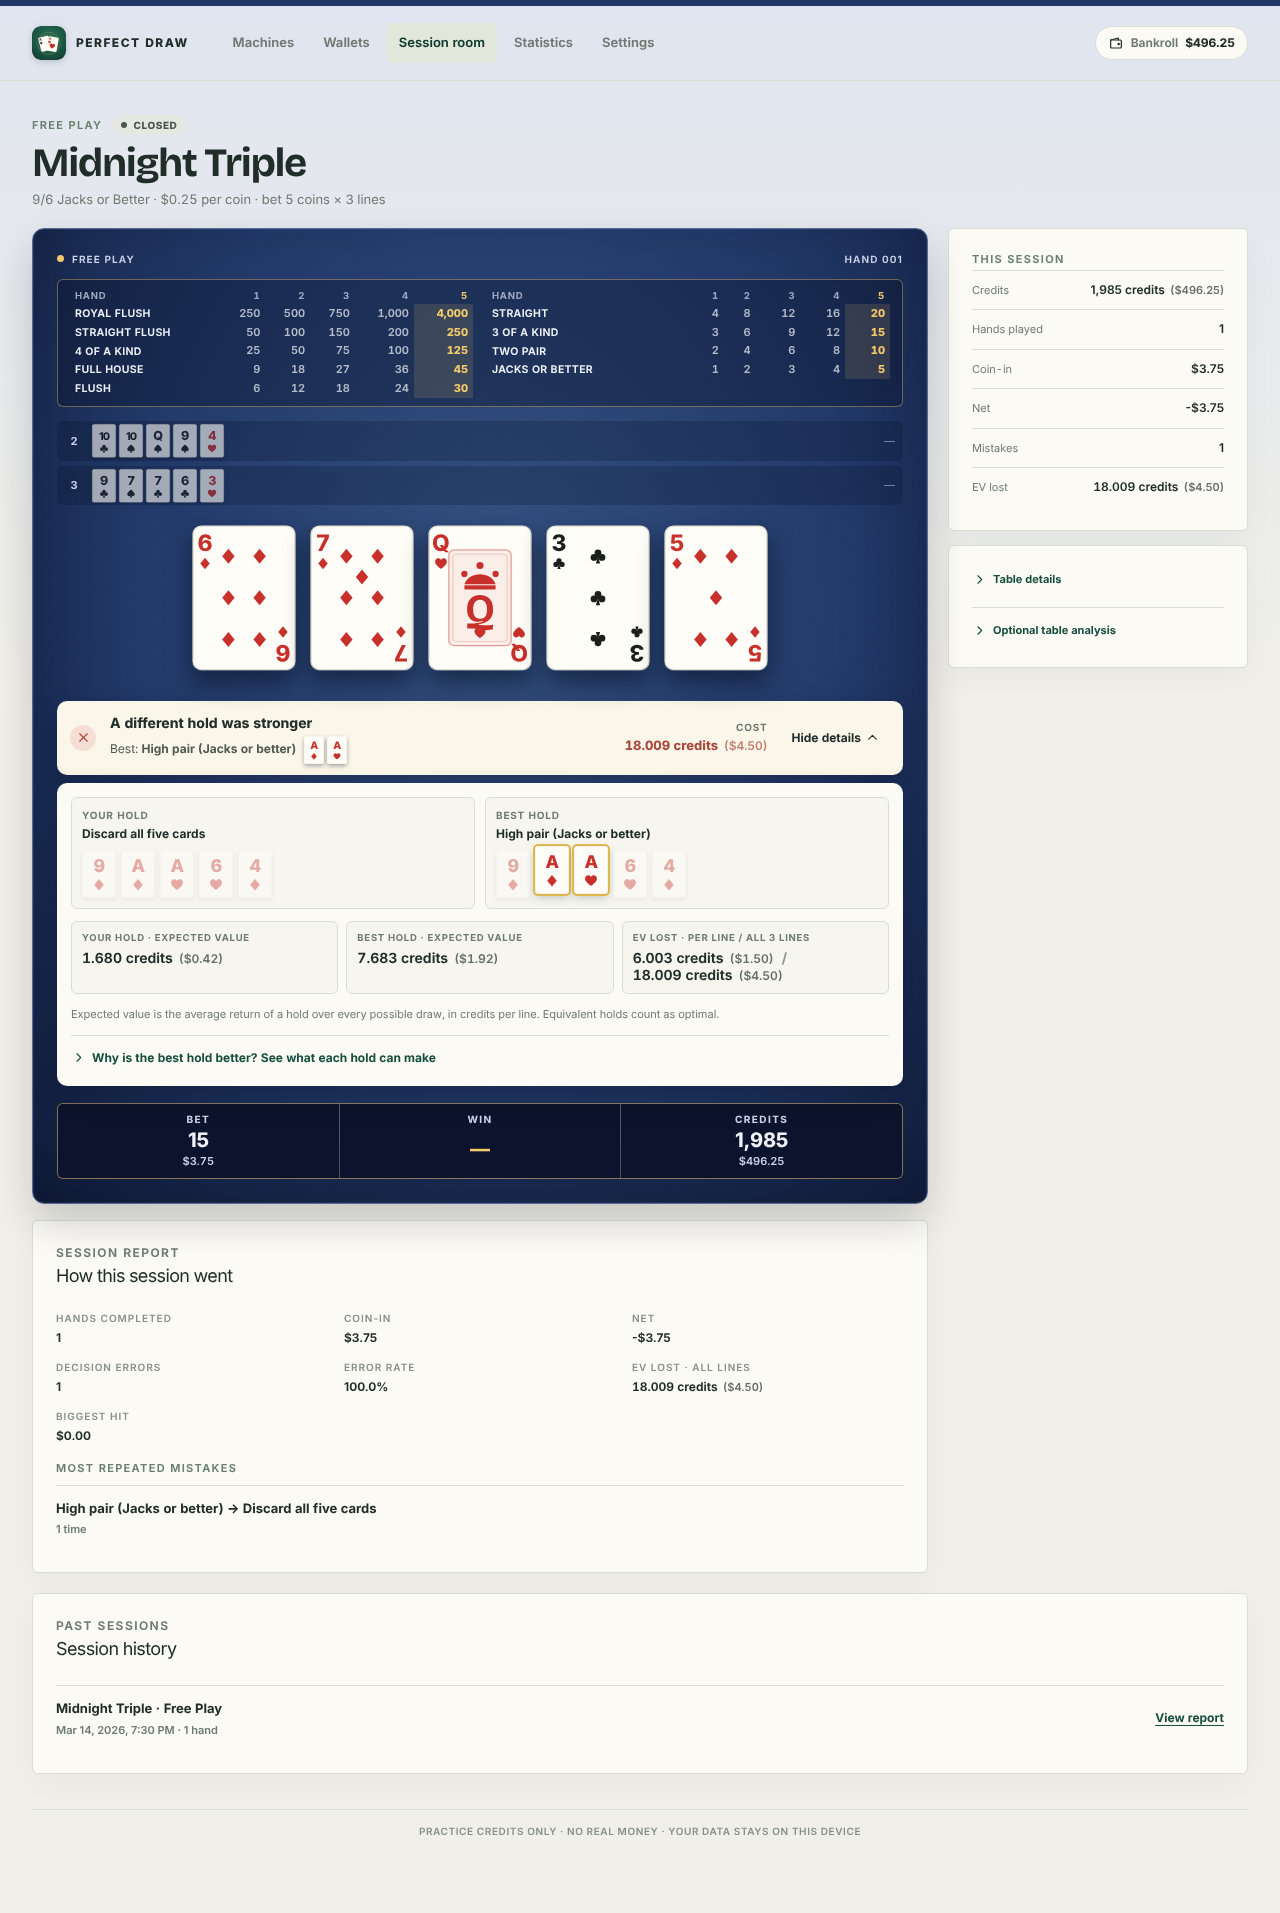 PERFECT DRAW Machines Wallets Session room Statistics Settings Bankroll $496.25
FREE PLAY CLOSED
Midnight Triple
9/6 Jacks or Better · $0.25 per coin · bet 5 coins × 3 lines
FREE PLAY HAND 001
HAND 1 2 3 4 5 HAND 1 2 3 4 5
ROYAL FLUSH 250 500 750 1,000 4,000 STRAIGHT 4 8 12 16 20
STRAIGHT FLUSH 50 100 150 200 250 3 OF A KIND 3 6 9 12 15
4 OF A KIND 25 50 75 100 125 TWO PAIR 2 4 6 8 10
FULL HOUSE 9 18 27 36 45 JACKS OR BETTER 1 2 3 4 5
FLUSH 6 12 18 24 30
2 10♣ 10♠ Q♠ 9♠ 4♥ —
3 9♣ 7♠ 7♣ 6♣ 3♥ —
6♦ 7♦ Q♥ 3♣ 5♦
Q
6♦ 7♦ Q♥ 3♣ 5♦
A different hold was stronger
Best: High pair (Jacks or better) A♦ A♥
COST
18.009 credits ($4.50)
Hide details
YOUR HOLD
Discard all five cards
9♦ A♦ A♥ 6♥ 4♦
BEST HOLD
High pair (Jacks or better)
9♦ A♦ A♥ 6♥ 4♦
YOUR HOLD · EXPECTED VALUE
1.680 credits ($0.42)
BEST HOLD · EXPECTED VALUE
7.683 credits ($1.92)
EV LOST · PER LINE / ALL 3 LINES
6.003 credits ($1.50) /
18.009 credits ($4.50)
Expected value is the average return of a hold over every possible draw, in credits per line. Equivalent holds count as optimal.
Why is the best hold better? See what each hold can make
BET
15
$3.75
WIN
—
CREDITS
1,985
$496.25
THIS SESSION
Credits 1,985 credits ($496.25)
Hands played 1
Coin-in $3.75
Net -$3.75
Mistakes 1
EV lost 18.009 credits ($4.50)
Table details
Optional table analysis
SESSION REPORT
How this session went
HANDS COMPLETED
1
COIN-IN
$3.75
NET
-$3.75
DECISION ERRORS
1
ERROR RATE
100.0%
EV LOST · ALL LINES
18.009 credits ($4.50)
BIGGEST HIT
$0.00
MOST REPEATED MISTAKES
High pair (Jacks or better) → Discard all five cards
1 time
PAST SESSIONS
Session history
Midnight Triple · Free Play
Mar 14, 2026, 7:30 PM · 1 hand
View report
PRACTICE CREDITS ONLY · NO REAL MONEY · YOUR DATA STAYS ON THIS DEVICE